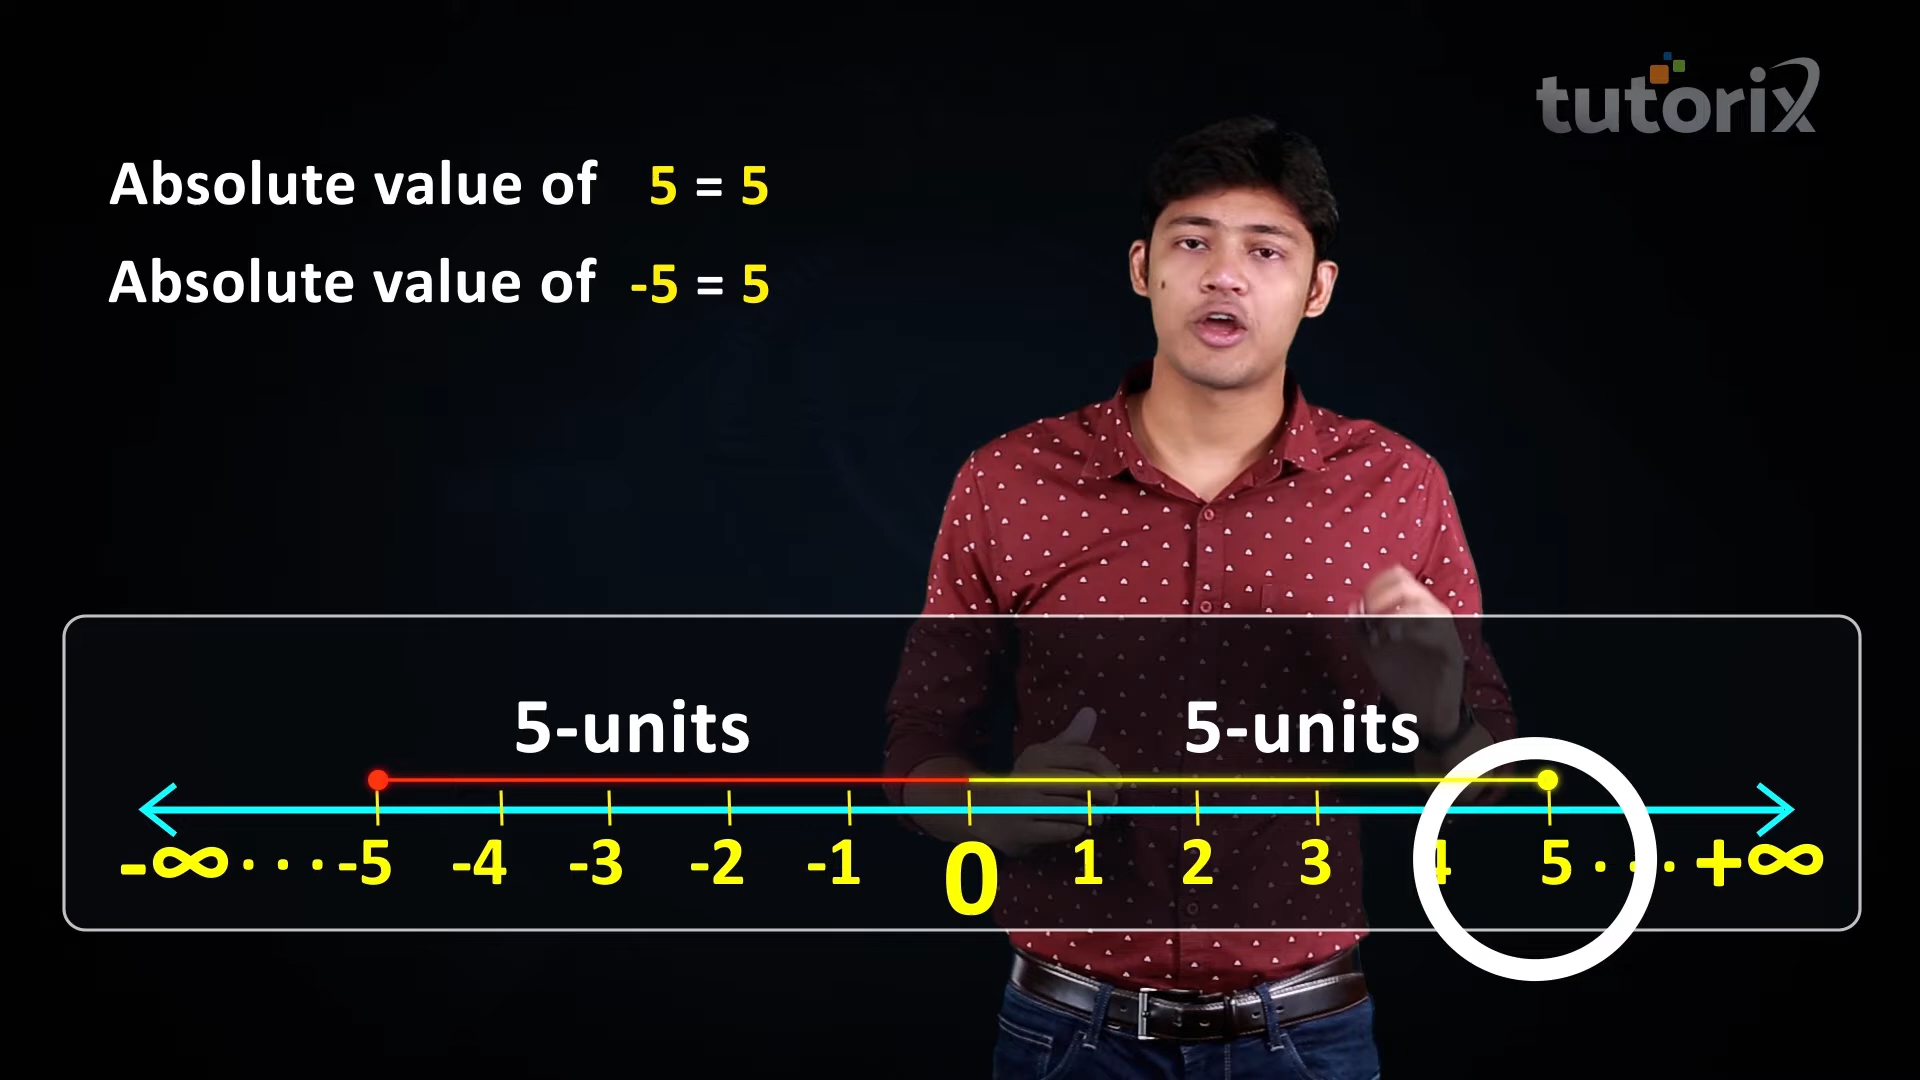 tutorix
Absolute value of 5 = 5
Absolute value of -5 = 5
5-units 5-units
-∞ · · · -5 -4 -3 -2 -1 0 1 2 3 4 5 · · · +∞